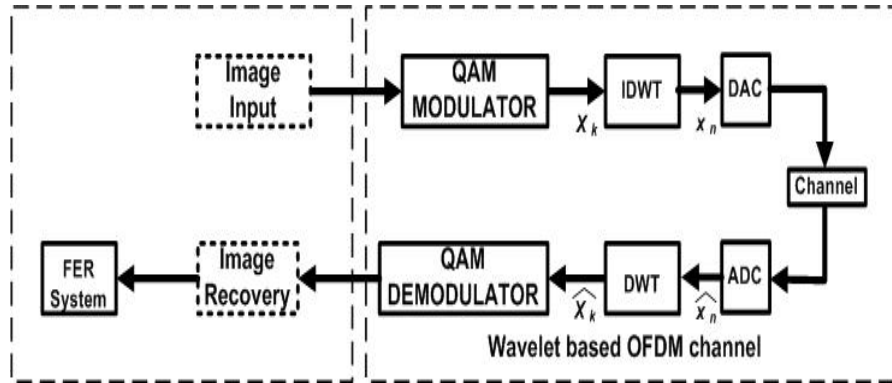 Image
Input
QAM
MODULATOR
IDWT
DAC
X k
x n
Channel
FER
System
Image
Recovery
QAM
DEMODULATOR
DWT
ADC
X̂ k
x̂ n
Wavelet based OFDM channel